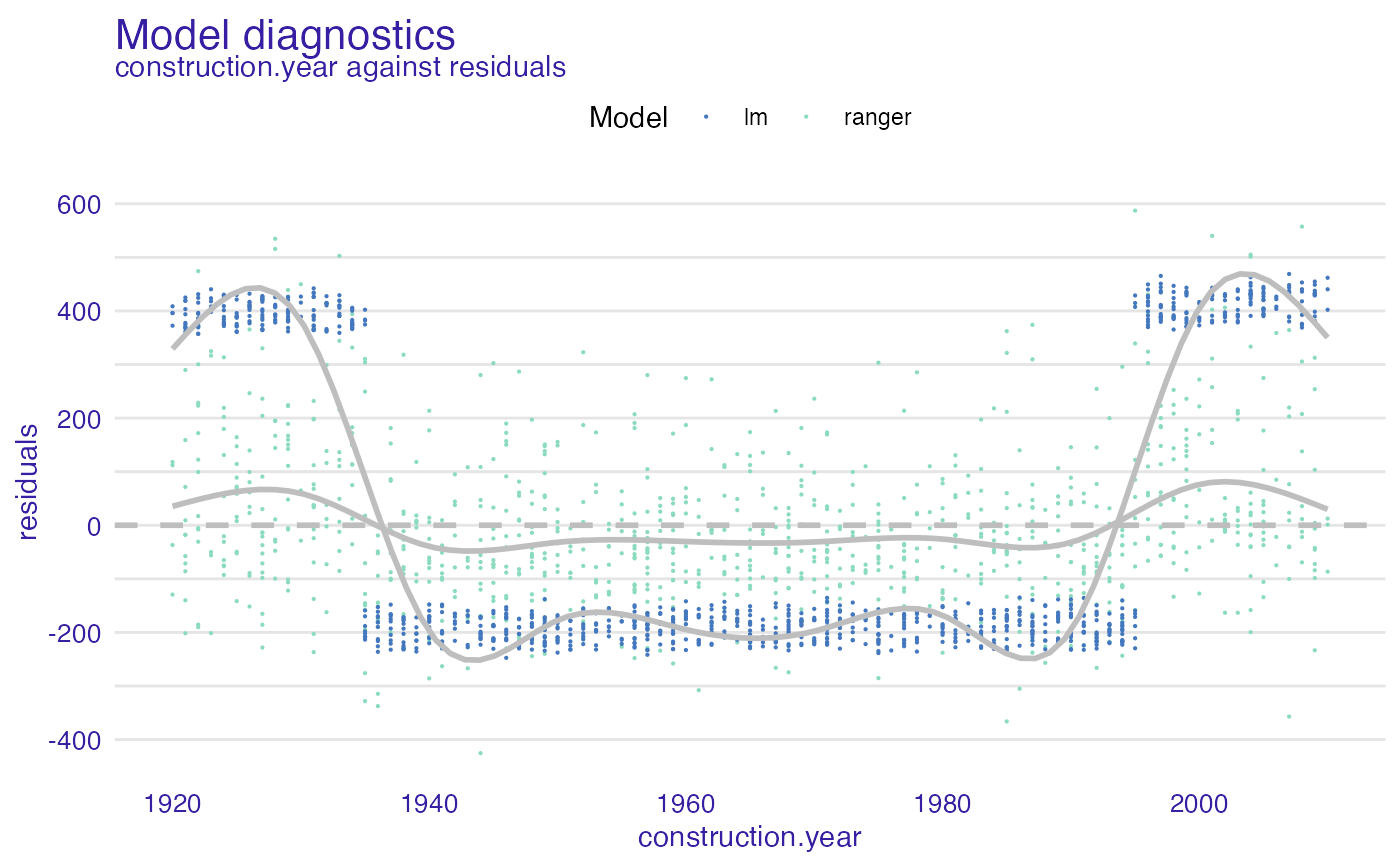 Model diagnostics
construction.year against residuals
Model lm ranger
600
400
200
0
-200
-400
residuals
1920 1940 1960 1980 2000
construction.year